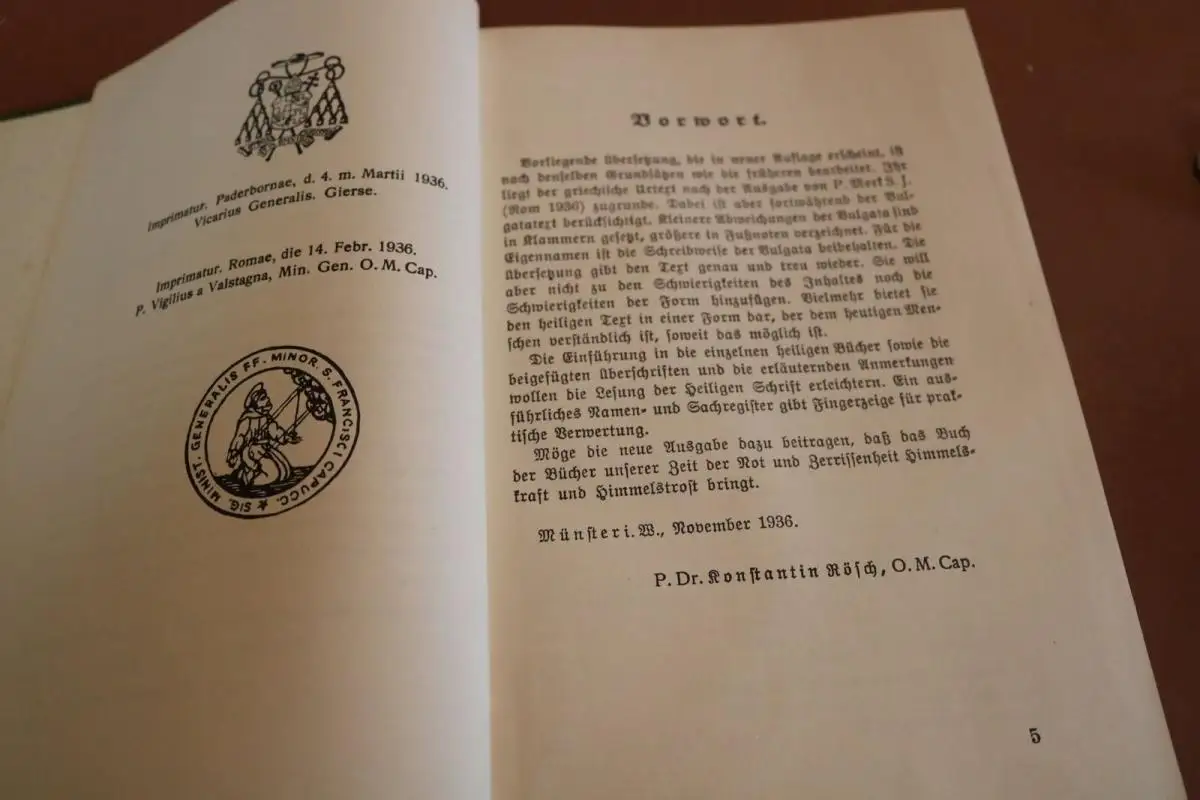 Imprimatur. Paderbornae, d. 4. m. Martii 1936.
Vicarius Generalis. Gierse.
Imprimatur. Romae, die 14. Febr. 1936.
P. Vigilius a Valstagna, Min. Gen. O. M. Cap.
SIG. MINIST. GENERALIS FF. MINOR. S. FRANCISCI CAPUCC. ★
Vorwort.
Vorliegende Übersetzung, die in neuer Auflage erscheint, ist
nach denselben Grundsätzen wie die früheren bearbeitet. Ihr
liegt der griechische Urtext nach der Ausgabe von P. Merk S. J.
(Rom 1936) zugrunde. Dabei ist aber fortwährend der Vul-
gatatext berücksichtigt. Kleinere Abweichungen der Vulgata sind
in Klammern gesetzt, größere in Fußnoten verzeichnet. Für die
Eigennamen ist die Schreibweise der Vulgata beibehalten. Die
Übersetzung gibt den Text genau und treu wieder. Sie will
aber nicht zu den Schwierigkeiten des Inhaltes noch die
Schwierigkeiten der Form hinzufügen. Vielmehr bietet sie
den heiligen Text in einer Form dar, der dem heutigen Men-
schen verständlich ist, soweit das möglich ist.
Die Einführung in die einzelnen heiligen Bücher sowie die
beigefügten Überschriften und die erläuternden Anmerkungen
wollen die Lesung der Heiligen Schrift erleichtern. Ein aus-
führliches Namen- und Sachregister gibt Fingerzeige für prak-
tische Verwertung.
Möge die neue Ausgabe dazu beitragen, daß das Buch
der Bücher unserer Zeit der Not und Zerrissenheit Himmels-
kraft und Himmelstrost bringt.
Münster i. W., November 1936.
P. Dr. Konstantin Rösch, O. M. Cap.
5